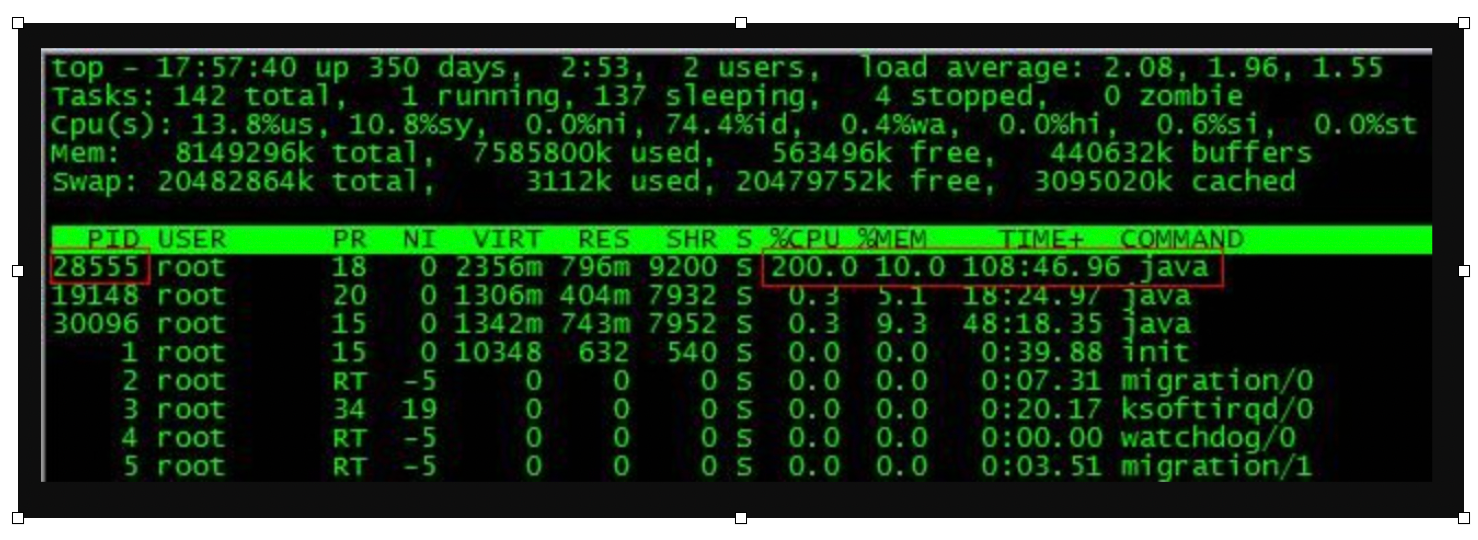 top - 17:57:40 up 350 days,  2:53,  2 users,  load average: 2.08, 1.96, 1.55
Tasks: 142 total,   1 running, 137 sleeping,   4 stopped,   0 zombie
Cpu(s): 13.8%us, 10.8%sy,  0.0%ni, 74.4%id,  0.4%wa,  0.0%hi,  0.6%si,  0.0%st
Mem:   8149296k total,  7585800k used,   563496k free,   440632k buffers
Swap: 20482864k total,     3112k used, 20479752k free,  3095020k cached
PID USER      PR  NI  VIRT  RES  SHR S %CPU %MEM    TIME+  COMMAND
28555 root      18   0 2356m 796m 9200 S 200.0 10.0 108:46.96 java
19148 root      20   0 1306m 404m 7932 S  0.3  5.1  18:24.97 java
30096 root      15   0 1342m 743m 7952 S  0.3  9.3  48:18.35 java
1 root      15   0 10348  632  540 S  0.0  0.0   0:39.88 init
2 root      RT  -5     0    0    0 S  0.0  0.0   0:07.31 migration/0
3 root      34  19     0    0    0 S  0.0  0.0   0:20.17 ksoftirqd/0
4 root      RT  -5     0    0    0 S  0.0  0.0   0:00.00 watchdog/0
5 root      RT  -5     0    0    0 S  0.0  0.0   0:03.51 migration/1